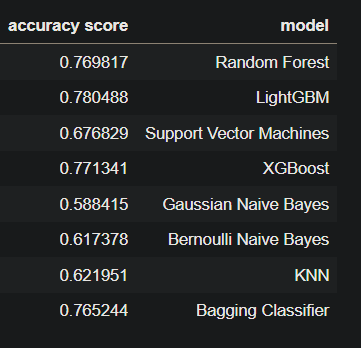 accuracy score model
0.769817 Random Forest
0.780488 LightGBM
0.676829 Support Vector Machines
0.771341 XGBoost
0.588415 Gaussian Naive Bayes
0.617378 Bernoulli Naive Bayes
0.621951 KNN
0.765244 Bagging Classifier